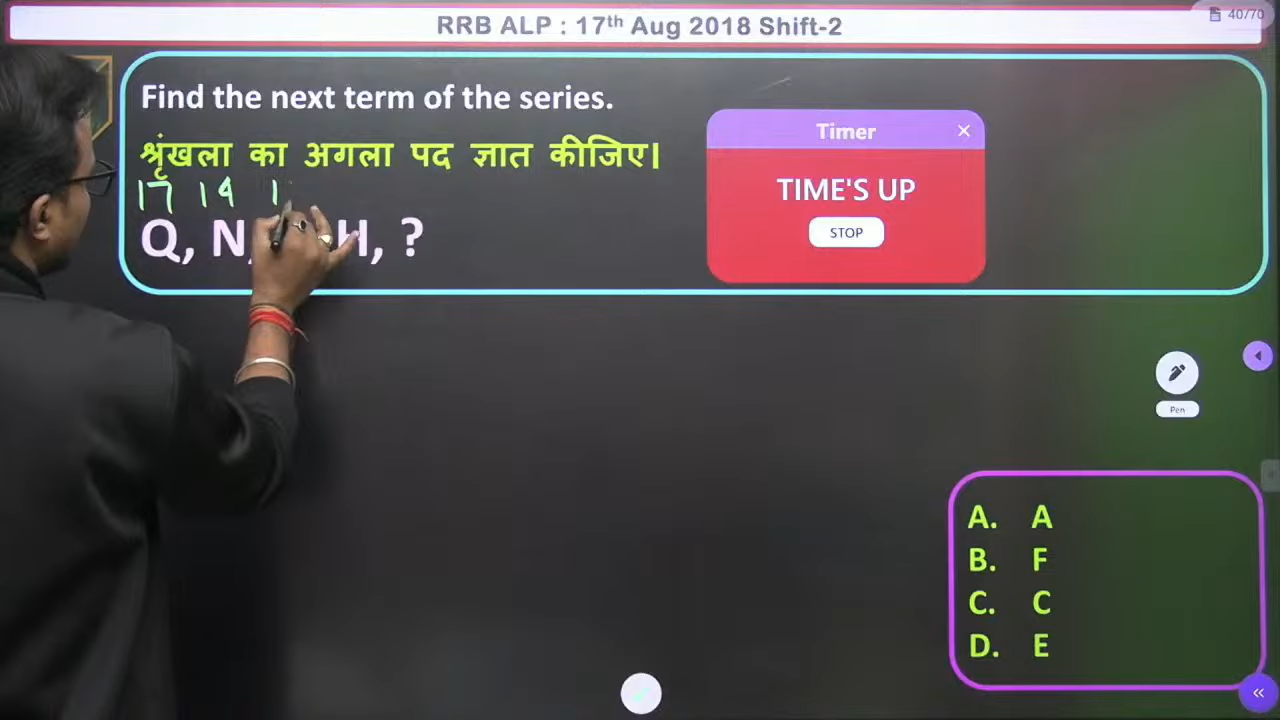 RRB ALP : 17th Aug 2018 Shift-2
40/70
Find the next term of the series.
श्रृंखला का अगला पद ज्ञात कीजिए।
17 14 1
Q, N, H, ?
Timer
TIME'S UP
STOP
Pen
A. A
B. F
C. C
D. E